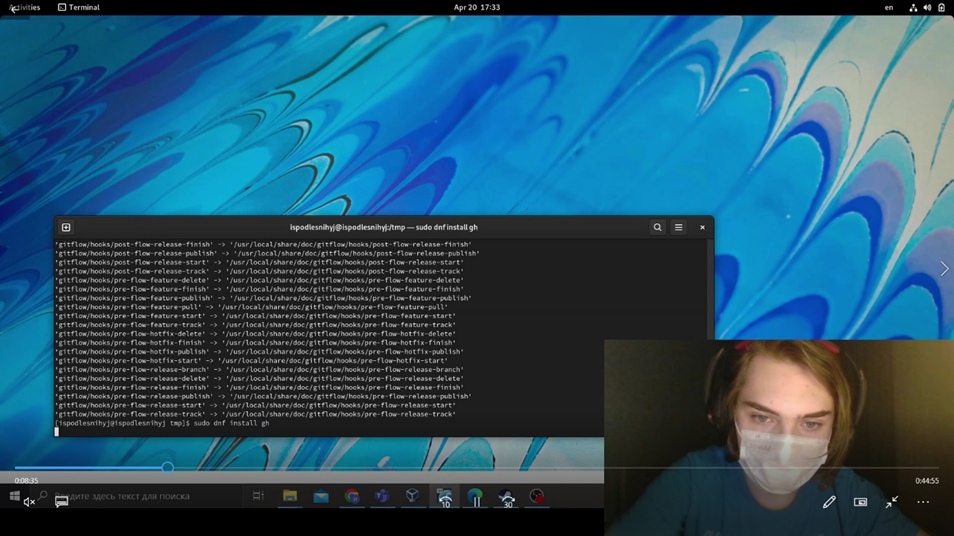 Activities
Terminal
Apr 20 17:33
en
ispodlesnihyj@ispodlesnihyj:/tmp — sudo dnf install gh
'gitflow/hooks/post-flow-release-finish' -> '/usr/local/share/doc/gitflow/hooks/post-flow-release-finish'
'gitflow/hooks/post-flow-release-publish' -> '/usr/local/share/doc/gitflow/hooks/post-flow-release-publish'
'gitflow/hooks/post-flow-release-start' -> '/usr/local/share/doc/gitflow/hooks/post-flow-release-start'
'gitflow/hooks/post-flow-release-track' -> '/usr/local/share/doc/gitflow/hooks/post-flow-release-track'
'gitflow/hooks/pre-flow-feature-delete' -> '/usr/local/share/doc/gitflow/hooks/pre-flow-feature-delete'
'gitflow/hooks/pre-flow-feature-finish' -> '/usr/local/share/doc/gitflow/hooks/pre-flow-feature-finish'
'gitflow/hooks/pre-flow-feature-publish' -> '/usr/local/share/doc/gitflow/hooks/pre-flow-feature-publish'
'gitflow/hooks/pre-flow-feature-pull' -> '/usr/local/share/doc/gitflow/hooks/pre-flow-feature-pull'
'gitflow/hooks/pre-flow-feature-start' -> '/usr/local/share/doc/gitflow/hooks/pre-flow-feature-start'
'gitflow/hooks/pre-flow-feature-track' -> '/usr/local/share/doc/gitflow/hooks/pre-flow-feature-track'
'gitflow/hooks/pre-flow-hotfix-delete' -> '/usr/local/share/doc/gitflow/hooks/pre-flow-hotfix-delete'
'gitflow/hooks/pre-flow-hotfix-finish' -> '/usr/local/share/doc/gitflow/hooks/pre-flow-hotfix-finish'
'gitflow/hooks/pre-flow-hotfix-publish' -> '/usr/local/share/doc/gitflow/hooks/pre-flow-hotfix-publish'
'gitflow/hooks/pre-flow-hotfix-start' -> '/usr/local/share/doc/gitflow/hooks/pre-flow-hotfix-start'
'gitflow/hooks/pre-flow-release-branch' -> '/usr/local/share/doc/gitflow/hooks/pre-flow-release-branch'
'gitflow/hooks/pre-flow-release-delete' -> '/usr/local/share/doc/gitflow/hooks/pre-flow-release-delete'
'gitflow/hooks/pre-flow-release-finish' -> '/usr/local/share/doc/gitflow/hooks/pre-flow-release-finish'
'gitflow/hooks/pre-flow-release-publish' -> '/usr/local/share/doc/gitflow/hooks/pre-flow-release-publish'
'gitflow/hooks/pre-flow-release-start' -> '/usr/local/share/doc/gitflow/hooks/pre-flow-release-start'
'gitflow/hooks/pre-flow-release-track' -> '/usr/local/share/doc/gitflow/hooks/pre-flow-release-track'
[ispodlesnihyj@ispodlesnihyj tmp]$ sudo dnf install gh
0:08:35
0:44:55
Введите здесь текст для поиска
10
30